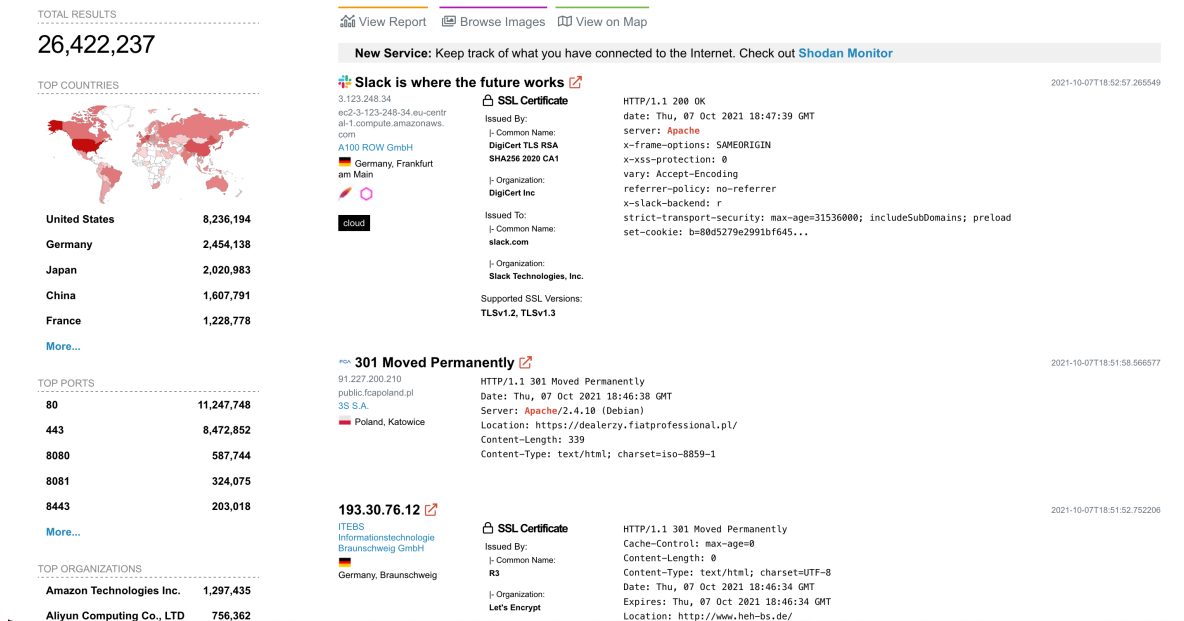 TOTAL RESULTS
26,422,237
TOP COUNTRIES
United States 8,236,194
Germany 2,454,138
Japan 2,020,983
China 1,607,791
France 1,228,778
More...
TOP PORTS
80 11,247,748
443 8,472,852
8080 587,744
8081 324,075
8443 203,018
More...
TOP ORGANIZATIONS
Amazon Technologies Inc. 1,297,435
Aliyun Computing Co., LTD 756,362
View Report Browse Images View on Map
New Service: Keep track of what you have connected to the Internet. Check out Shodan Monitor
Slack is where the future works 2021-10-07T18:52:57.265549
3.123.248.34
ec2-3-123-248-34.eu-centr
al-1.compute.amazonaws.
com
A100 ROW GmbH
Germany, Frankfurt
am Main
cloud
SSL Certificate
Issued By:
|- Common Name:
DigiCert TLS RSA
SHA256 2020 CA1
|- Organization:
DigiCert Inc
Issued To:
|- Common Name:
slack.com
|- Organization:
Slack Technologies, Inc.
Supported SSL Versions:
TLSv1.2, TLSv1.3
HTTP/1.1 200 OK
date: Thu, 07 Oct 2021 18:47:39 GMT
server: Apache
x-frame-options: SAMEORIGIN
x-xss-protection: 0
vary: Accept-Encoding
referrer-policy: no-referrer
x-slack-backend: r
strict-transport-security: max-age=31536000; includeSubDomains; preload
set-cookie: b=80d5279e2991bf645...
FCA 301 Moved Permanently 2021-10-07T18:51:58.566577
91.227.200.210
public.fcapoland.pl
3S S.A.
Poland, Katowice
HTTP/1.1 301 Moved Permanently
Date: Thu, 07 Oct 2021 18:46:38 GMT
Server: Apache/2.4.10 (Debian)
Location: https://dealerzy.fiatprofessional.pl/
Content-Length: 339
Content-Type: text/html; charset=iso-8859-1
193.30.76.12 2021-10-07T18:51:52.752206
ITEBS
Informationstechnologie
Braunschweig GmbH
Germany, Braunschweig
SSL Certificate
Issued By:
|- Common Name:
R3
|- Organization:
Let's Encrypt
HTTP/1.1 301 Moved Permanently
Cache-Control: max-age=0
Content-Length: 0
Content-Type: text/html; charset=UTF-8
Date: Thu, 07 Oct 2021 18:46:34 GMT
Expires: Thu, 07 Oct 2021 18:46:34 GMT
Location: http://www.heh-bs.de/